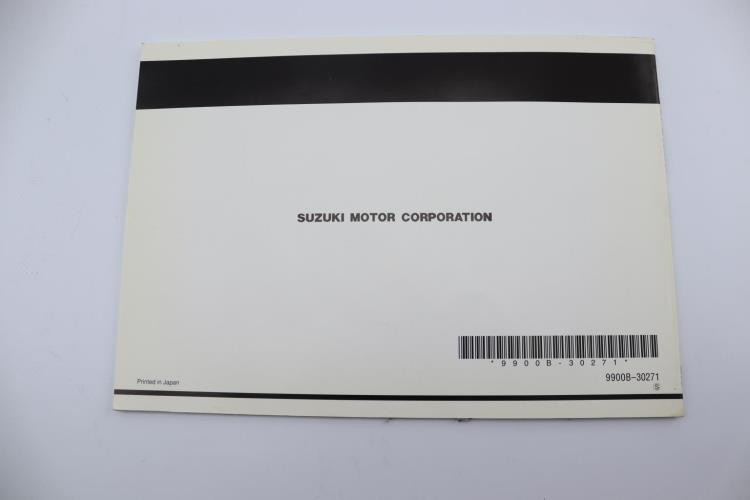 SUZUKI MOTOR CORPORATION
*9900B-30271*
Printed in Japan
9900B-30271
Ⓢ